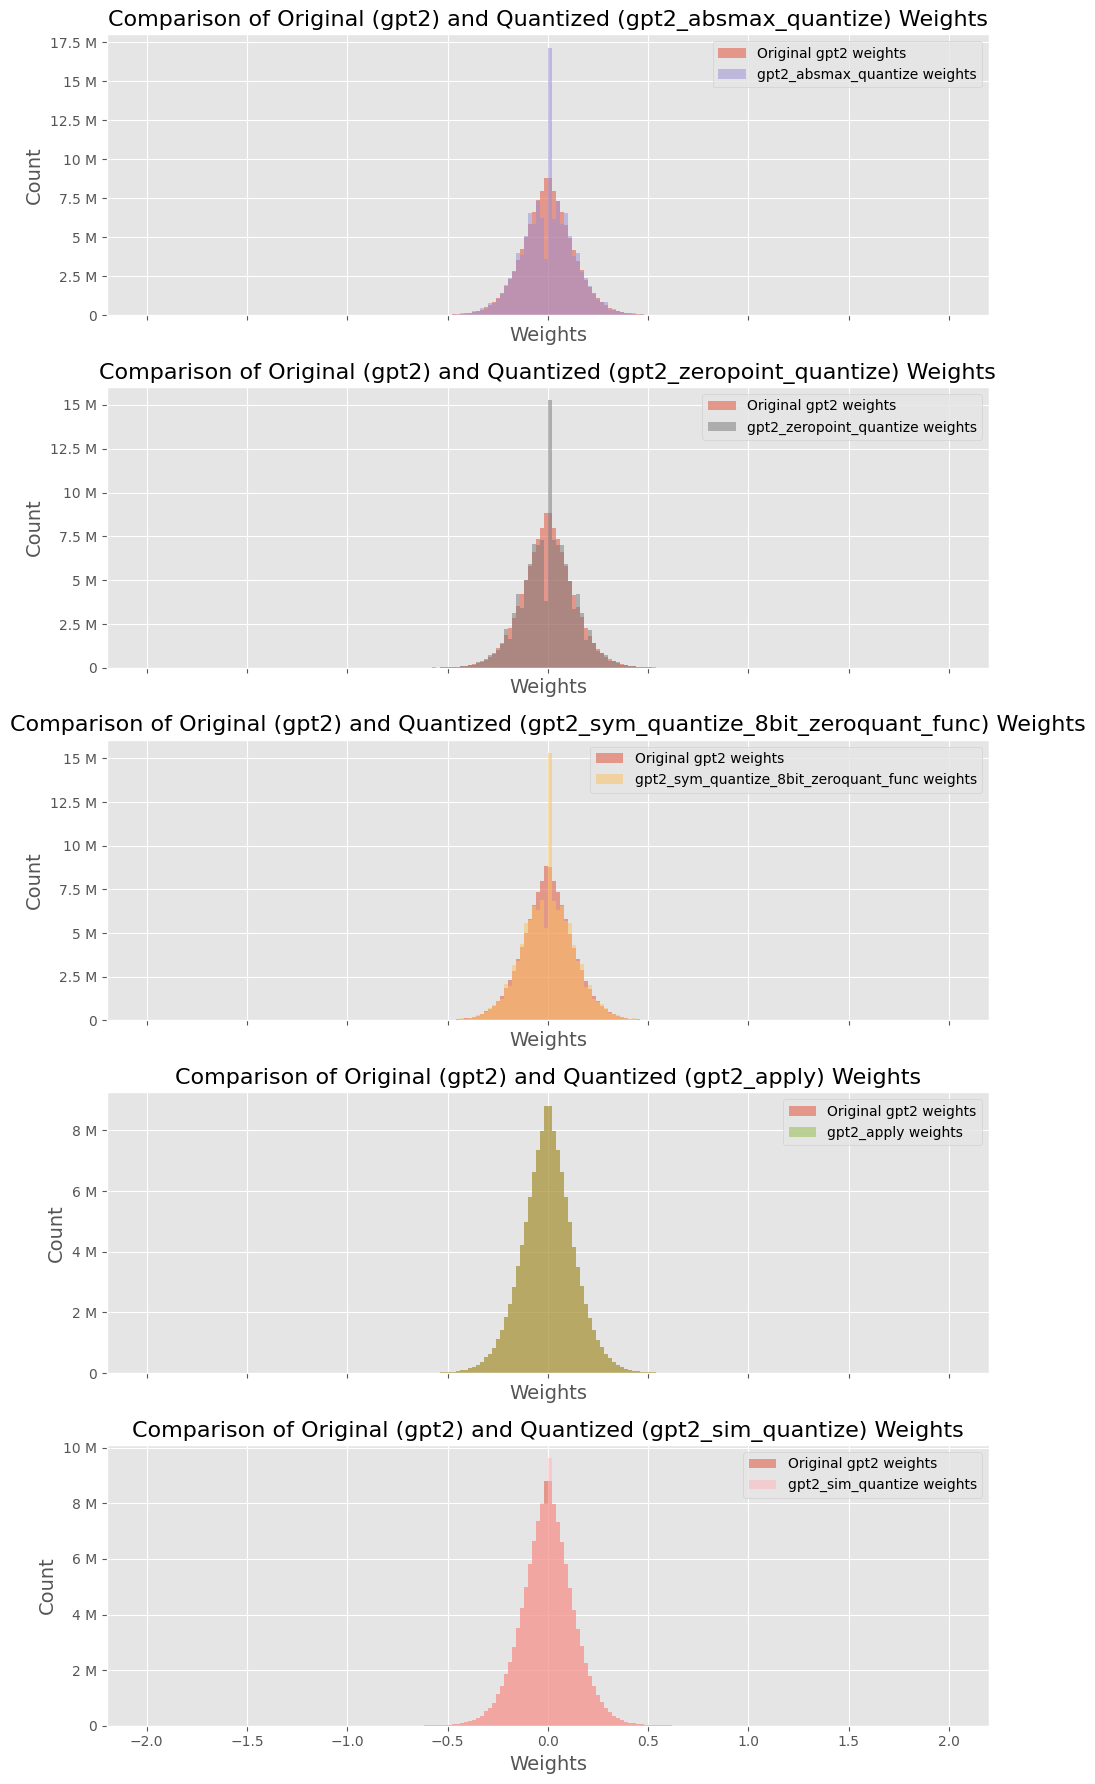 Comparison of Original (gpt2) and Quantized (gpt2_absmax_quantize) Weights
17.5 M
15 M
12.5 M
10 M
7.5 M
5 M
2.5 M
0
Count
Original gpt2 weights
gpt2_absmax_quantize weights
Weights
Comparison of Original (gpt2) and Quantized (gpt2_zeropoint_quantize) Weights
15 M
12.5 M
10 M
7.5 M
5 M
2.5 M
0
Count
Original gpt2 weights
gpt2_zeropoint_quantize weights
Weights
Comparison of Original (gpt2) and Quantized (gpt2_sym_quantize_8bit_zeroquant_func) Weights
15 M
12.5 M
10 M
7.5 M
5 M
2.5 M
0
Count
Original gpt2 weights
gpt2_sym_quantize_8bit_zeroquant_func weights
Weights
Comparison of Original (gpt2) and Quantized (gpt2_apply) Weights
8 M
6 M
4 M
2 M
0
Count
Original gpt2 weights
gpt2_apply weights
Weights
Comparison of Original (gpt2) and Quantized (gpt2_sim_quantize) Weights
10 M
8 M
6 M
4 M
2 M
0
Count
Original gpt2 weights
gpt2_sim_quantize weights
−2.0 −1.5 −1.0 −0.5 0.0 0.5 1.0 1.5 2.0
Weights